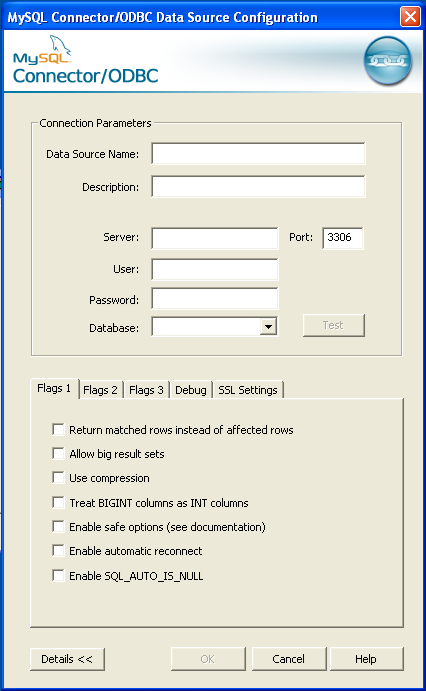 MySQL Connector/ODBC Data Source Configuration
MySQL
Connector/ODBC
Connection Parameters
Data Source Name:
Description:
Server:
Port: 3306
User:
Password:
Database:
Test
Flags 1 Flags 2 Flags 3 Debug SSL Settings
Return matched rows instead of affected rows
Allow big result sets
Use compression
Treat BIGINT columns as INT columns
Enable safe options (see documentation)
Enable automatic reconnect
Enable SQL_AUTO_IS_NULL
Details << OK Cancel Help